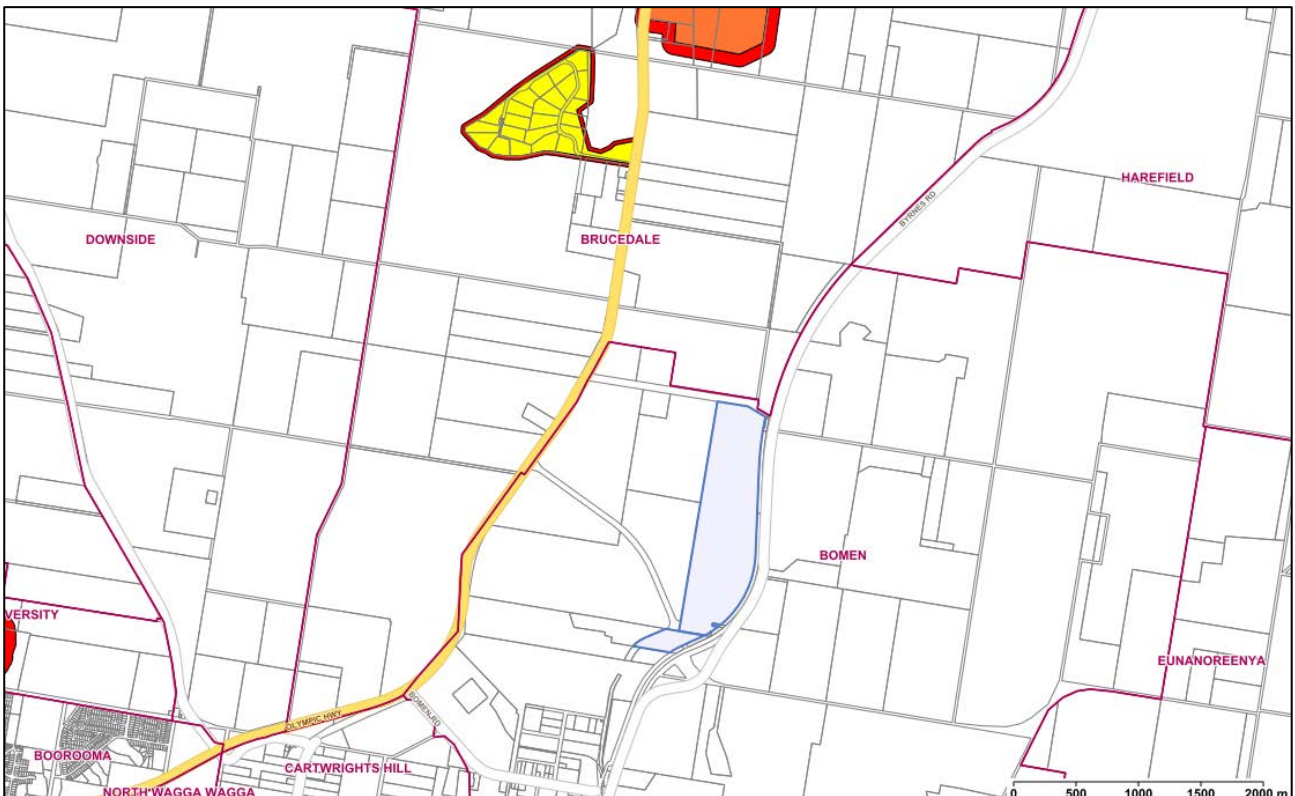 HAREFIELD
BYRNES RD
DOWNSIDE
BRUCEDALE
BOMEN
VERSITY
EUNANOREENYA
BOMEN RD
OLYMPIC HWY
BOOROOMA
CARTWRIGHTS HILL
NORTH WAGGA WAGGA
0 500 1000 1500 2000 m